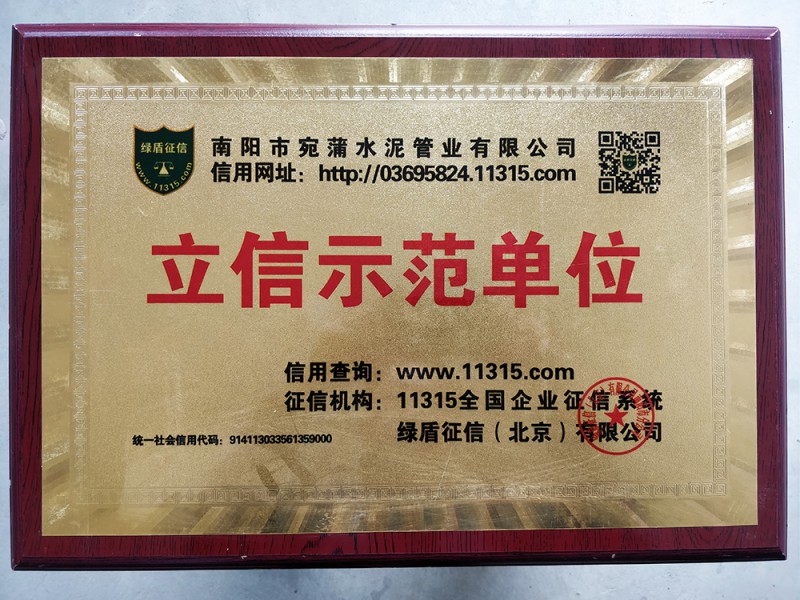 绿盾征信
www.11315.com
南阳市宛蒲水泥管业有限公司
信用网址：http://03695824.11315.com
立信示范单位
信用查询：www.11315.com
征信机构：11315全国企业征信系统
绿盾征信（北京）有限公司
统一社会信用代码：914113033561359000